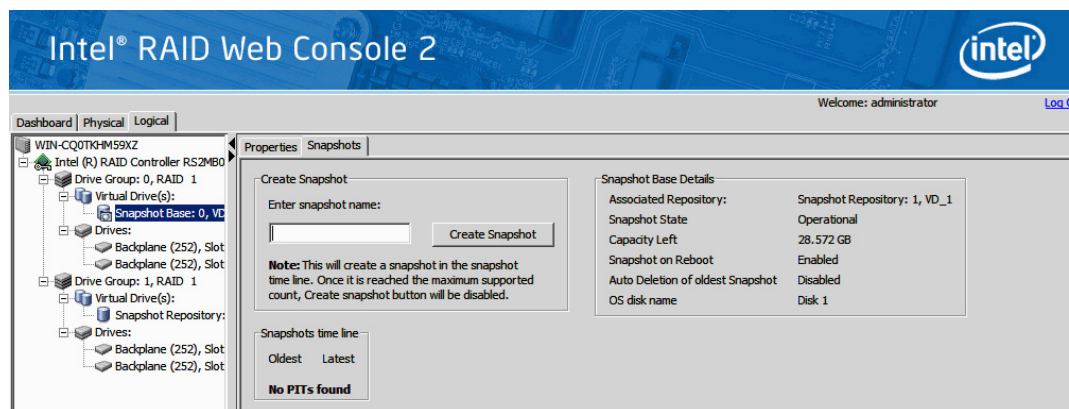 Intel® RAID Web Console 2
intel
Welcome: administrator
Log
Dashboard Physical Logical
WIN-CQ0TKHM59XZ
Intel (R) RAID Controller RS2MB0
Drive Group: 0, RAID 1
Virtual Drive(s):
Snapshot Base: 0, VD
Drives:
Backplane (252), Slot
Backplane (252), Slot
Drive Group: 1, RAID 1
Virtual Drive(s):
Snapshot Repository:
Drives:
Backplane (252), Slot
Backplane (252), Slot
Properties Snapshots
Create Snapshot
Enter snapshot name:
Create Snapshot
Note: This will create a snapshot in the snapshot
time line. Once it is reached the maximum supported
count, Create snapshot button will be disabled.
Snapshots time line
Oldest Latest
No PITs found
Snapshot Base Details
Associated Repository: Snapshot Repository: 1, VD_1
Snapshot State Operational
Capacity Left 28.572 GB
Snapshot on Reboot Enabled
Auto Deletion of oldest Snapshot Disabled
OS disk name Disk 1